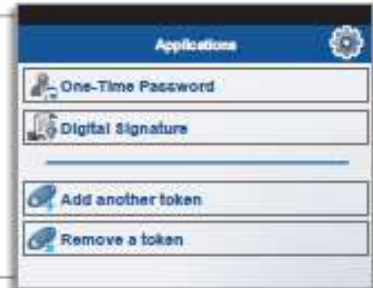 Applications
One-Time Password
Digital Signature
Add another token
Remove a token